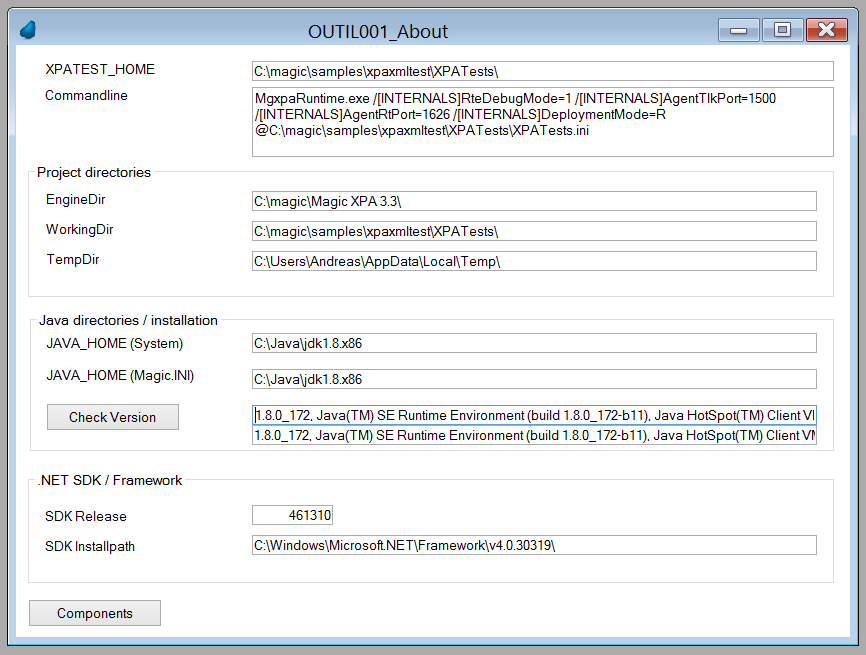 OUTIL001_About
XPATEST_HOME
C:\magic\samples\xpaxmltest\XPATests\
Commandline
MgxpaRuntime.exe /[INTERNALS]RteDebugMode=1 /[INTERNALS]AgentTlkPort=1500
/[INTERNALS]AgentRtPort=1626 /[INTERNALS]DeploymentMode=R
@C:\magic\samples\xpaxmltest\XPATests\XPATests.ini
Project directories
EngineDir
C:\magic\Magic XPA 3.3\
WorkingDir
C:\magic\samples\xpaxmltest\XPATests\
TempDir
C:\Users\Andreas\AppData\Local\Temp\
Java directories / installation
JAVA_HOME (System)
C:\Java\jdk1.8.x86
JAVA_HOME (Magic.INI)
C:\Java\jdk1.8.x86
Check Version
1.8.0_172, Java(TM) SE Runtime Environment (build 1.8.0_172-b11), Java HotSpot(TM) Client
1.8.0_172, Java(TM) SE Runtime Environment (build 1.8.0_172-b11), Java HotSpot(TM) Client
.NET SDK / Framework
SDK Release
461310
SDK Installpath
C:\Windows\Microsoft.NET\Framework\v4.0.30319\
Components